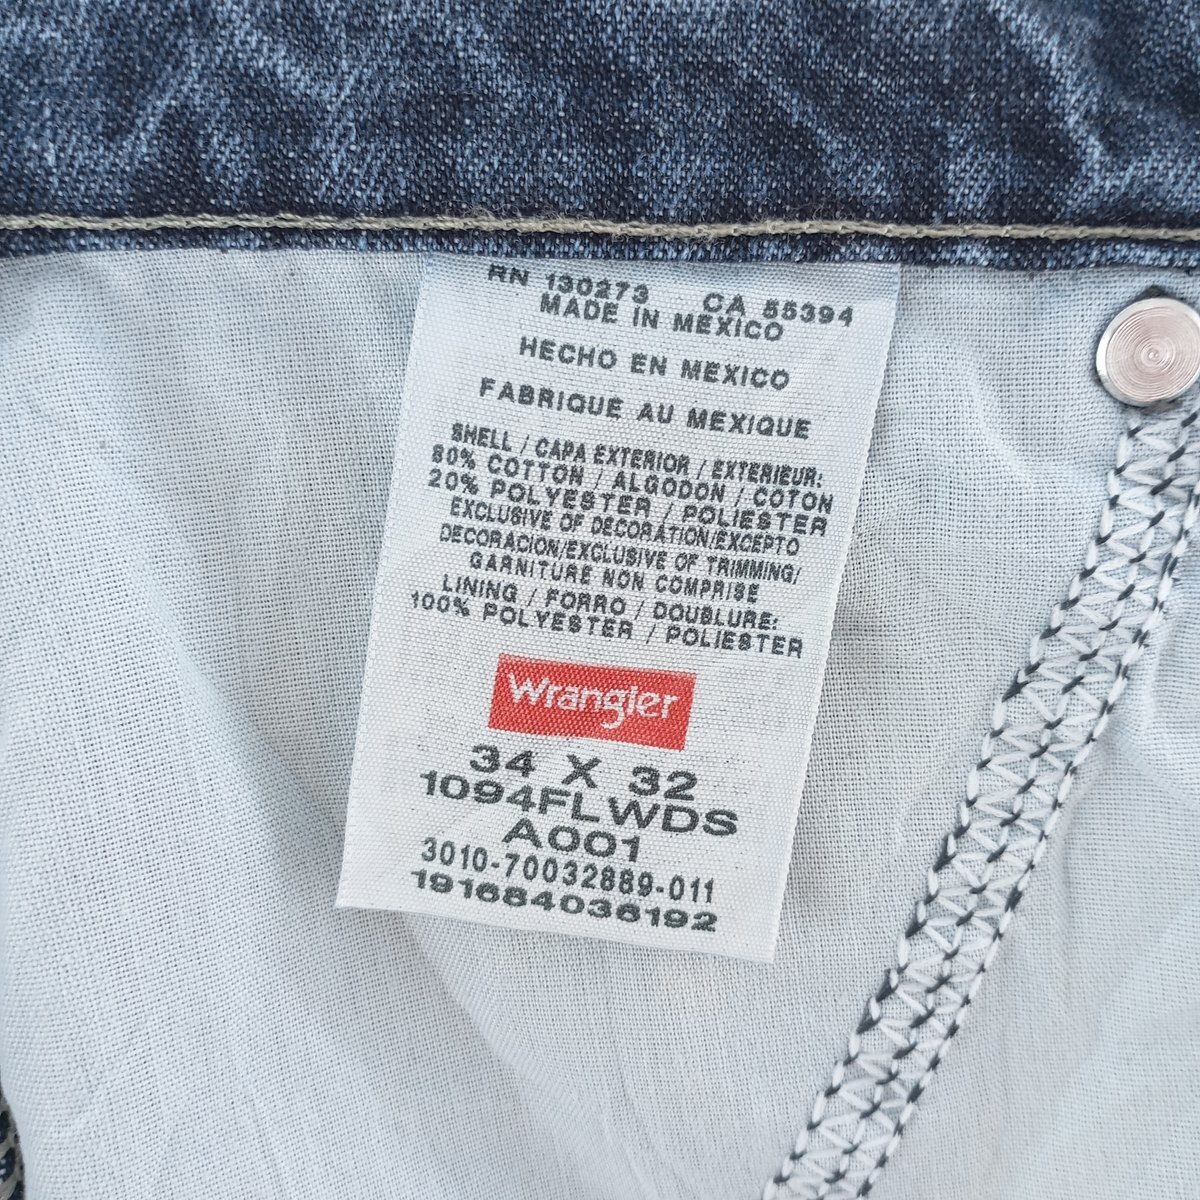 RN 130273 CA 55394
MADE IN MEXICO
HECHO EN MEXICO
FABRIQUE AU MEXIQUE
SHELL / CAPA EXTERIOR / EXTERIEUR:
80% COTTON / ALGODON / COTON
20% POLYESTER / POLIESTER
EXCLUSIVE OF DECORATION/EXCEPTO
DECORACION/EXCLUSIVE OF TRIMMING/
GARNITURE NON COMPRISE
LINING / FORRO / DOUBLURE:
100% POLYESTER / POLIESTER
Wrangler
34 X 32
1094FLWDS
A001
3010-70032889-011
191684036192